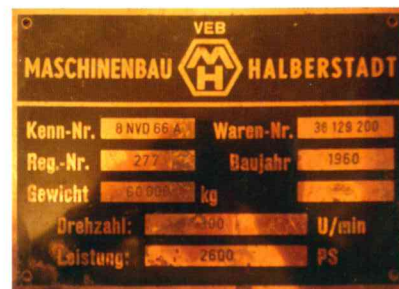 VEB
MASCHINENBAU MH HALBERSTADT
Kenn-Nr. 8 NVD 66 A Waren-Nr. 36 129 200
Reg.-Nr. 277 Baujahr 1960
Gewicht kg
Drehzahl: U/min
Leistung: 2600 PS